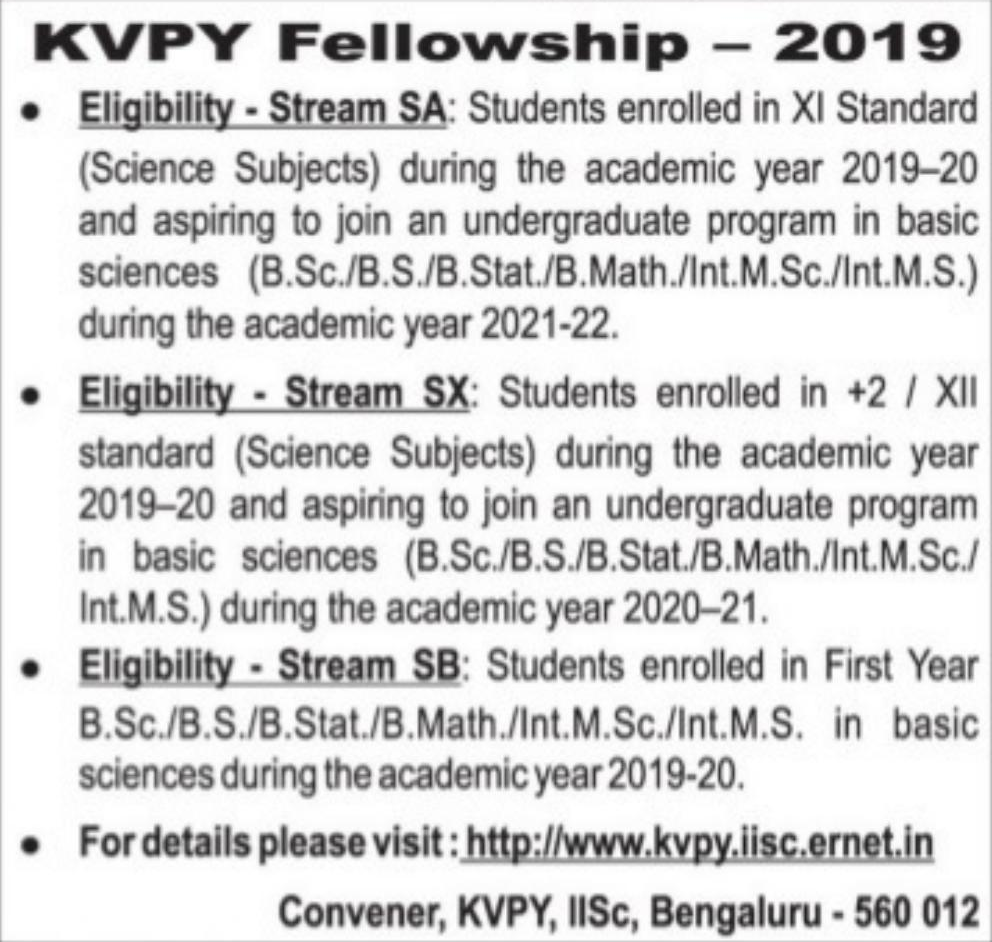 KVPY Fellowship – 2019
● Eligibility - Stream SA: Students enrolled in XI Standard
(Science Subjects) during the academic year 2019–20
and aspiring to join an undergraduate program in basic
sciences (B.Sc./B.S./B.Stat./B.Math./Int.M.Sc./Int.M.S.)
during the academic year 2021-22.
● Eligibility - Stream SX: Students enrolled in +2 / XII
standard (Science Subjects) during the academic year
2019–20 and aspiring to join an undergraduate program
in basic sciences (B.Sc./B.S./B.Stat./B.Math./Int.M.Sc./
Int.M.S.) during the academic year 2020–21.
● Eligibility - Stream SB: Students enrolled in First Year
B.Sc./B.S./B.Stat./B.Math./Int.M.Sc./Int.M.S. in basic
sciences during the academic year 2019-20.
● For details please visit : http://www.kvpy.iisc.ernet.in
Convener, KVPY, IISc, Bengaluru - 560 012